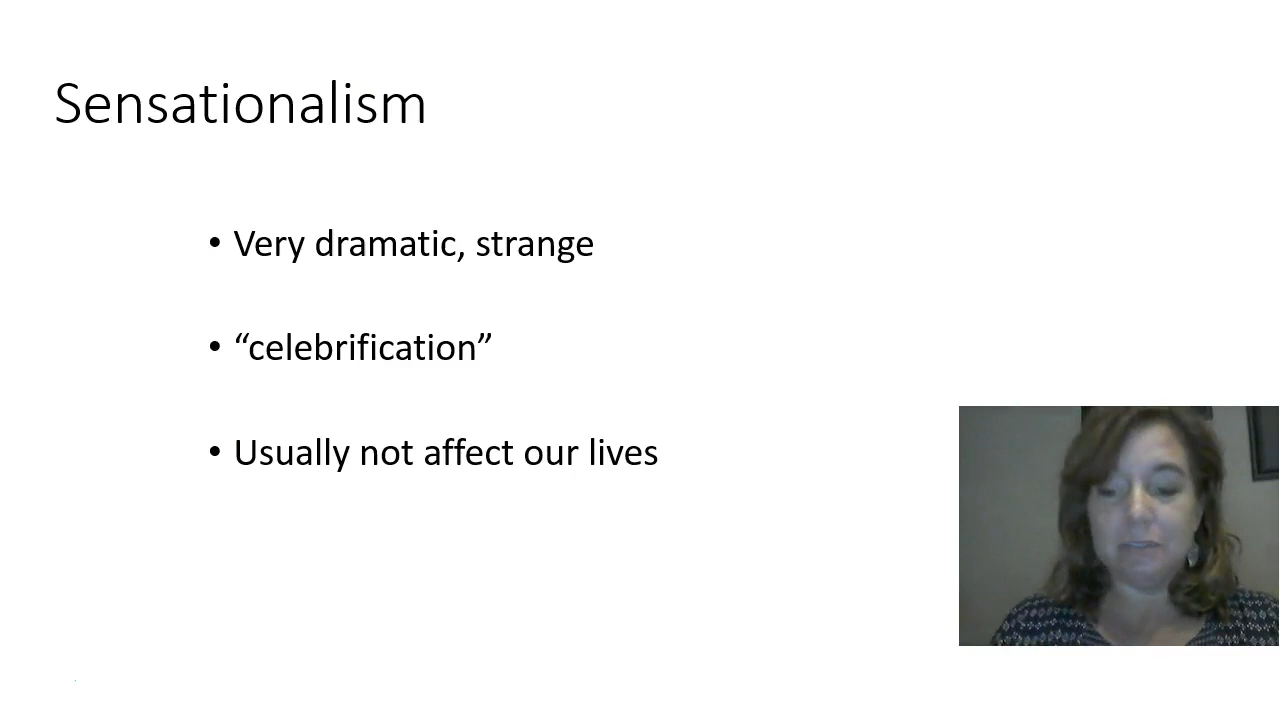 Sensationalism
• Very dramatic, strange
• “celebrification”
• Usually not affect our lives